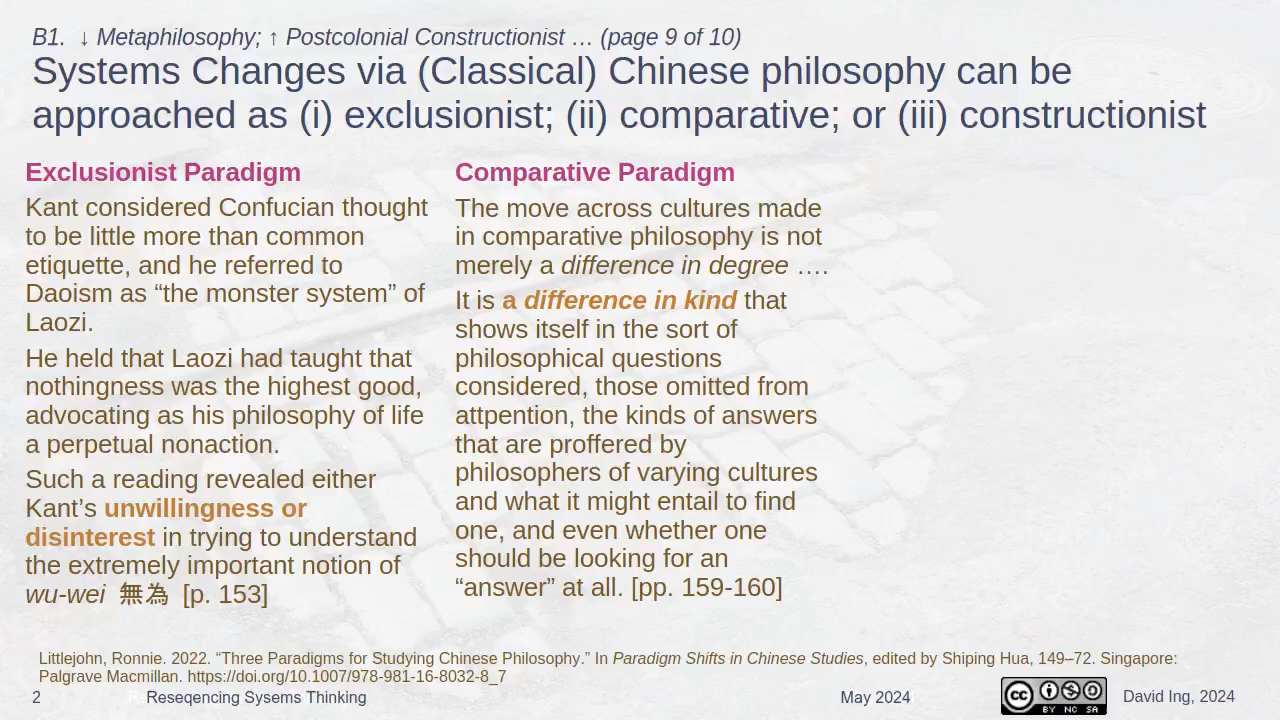 B1. ↓ Metaphilosophy; ↑ Postcolonial Constructionist … (page 9 of 10)
Systems Changes via (Classical) Chinese philosophy can be
approached as (i) exclusionist; (ii) comparative; or (iii) constructionist
Exclusionist Paradigm
Kant considered Confucian thought
to be little more than common
etiquette, and he referred to
Daoism as “the monster system” of
Laozi.
He held that Laozi had taught that
nothingness was the highest good,
advocating as his philosophy of life
a perpetual nonaction.
Such a reading revealed either
Kant’s unwillingness or
disinterest in trying to understand
the extremely important notion of
wu-wei 無為 [p. 153]
Comparative Paradigm
The move across cultures made
in comparative philosophy is not
merely a difference in degree ….
It is a difference in kind that
shows itself in the sort of
philosophical questions
considered, those omitted from
attpention, the kinds of answers
that are proffered by
philosophers of varying cultures
and what it might entail to find
one, and even whether one
should be looking for an
“answer” at all. [pp. 159-160]
Littlejohn, Ronnie. 2022. “Three Paradigms for Studying Chinese Philosophy.” In Paradigm Shifts in Chinese Studies, edited by Shiping Hua, 149–72. Singapore:
Palgrave Macmillan. https://doi.org/10.1007/978-981-16-8032-8_7
2 Reseqencing Sysems Thinking May 2024 cc BY NC SA David Ing, 2024